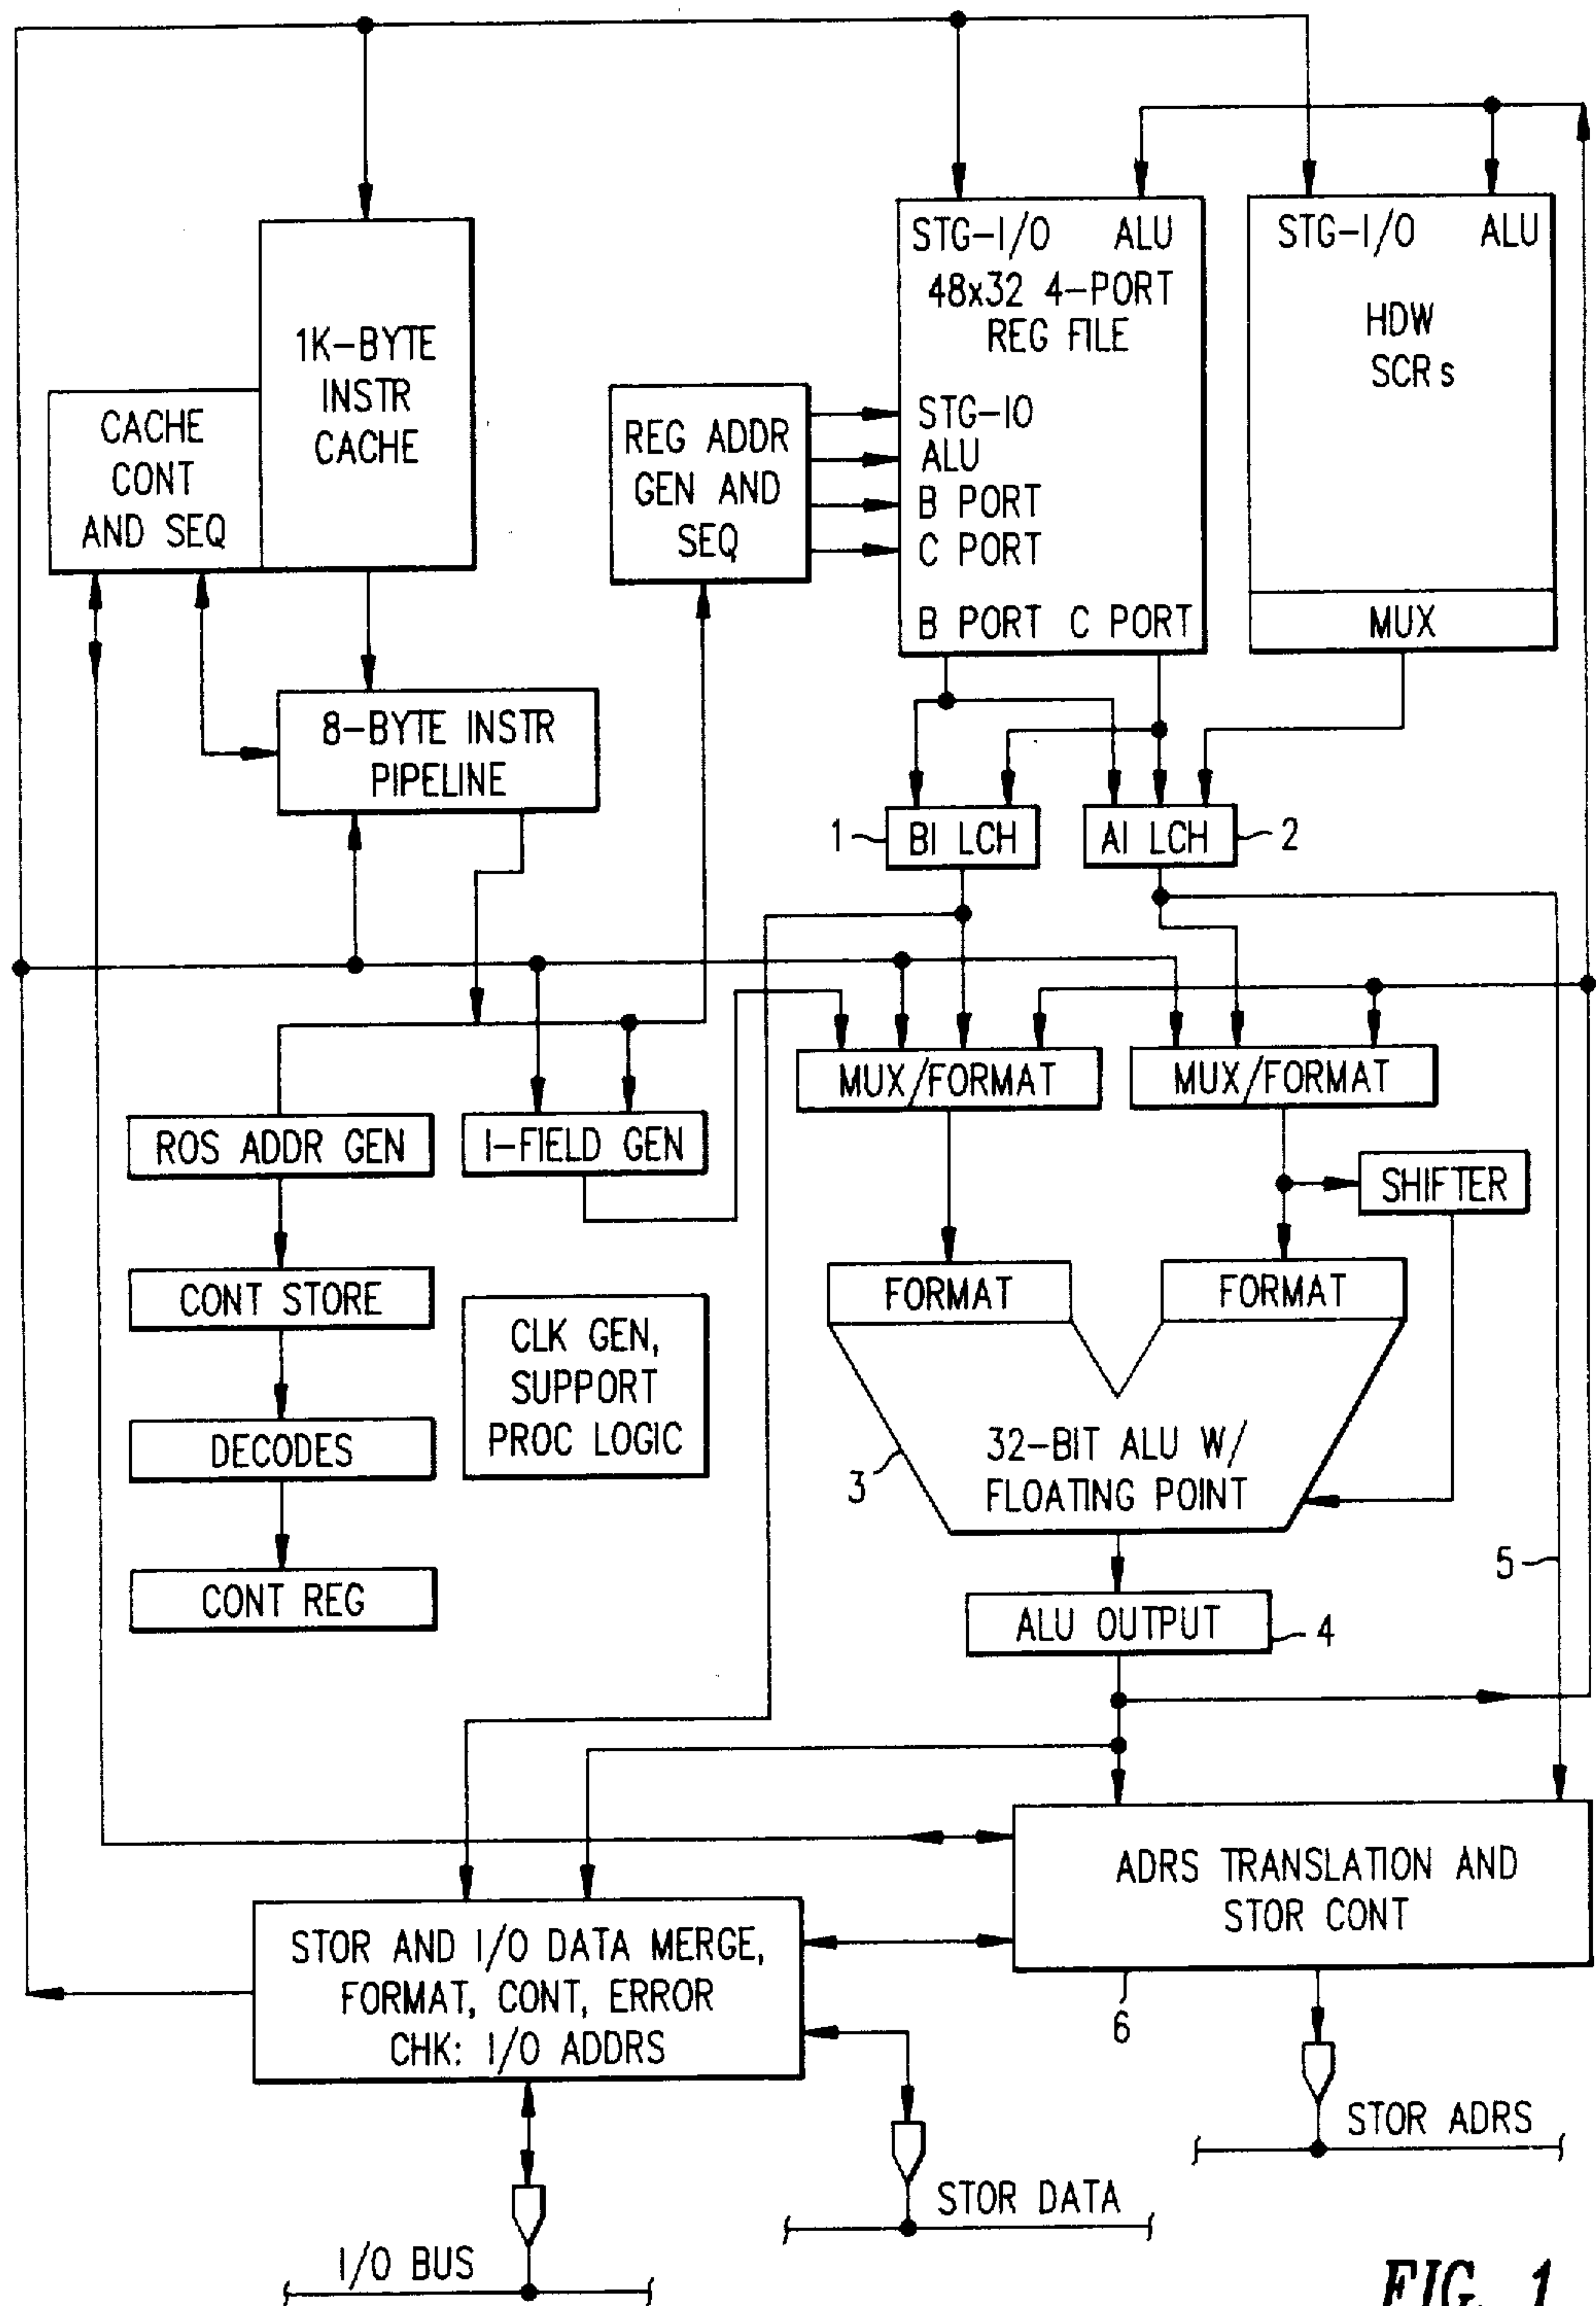 STG-I/O ALU
48x32 4-PORT
REG FILE
STG-IO
ALU
B PORT
C PORT
B PORT C PORT
STG-I/O ALU
HDW
SCRs
MUX
1K-BYTE
INSTR
CACHE
CACHE
CONT
AND SEQ
REG ADDR
GEN AND
SEQ
8-BYTE INSTR
PIPELINE
1
BI LCH
AI LCH
2
MUX/FORMAT
MUX/FORMAT
ROS ADDR GEN
I-FIELD GEN
SHIFTER
CONT STORE
CLK GEN,
SUPPORT
PROC LOGIC
FORMAT
FORMAT
DECODES
3
32-BIT ALU W/
FLOATING POINT
CONT REG
5
ALU OUTPUT
4
ADRS TRANSLATION AND
STOR CONT
6
STOR AND I/O DATA MERGE,
FORMAT, CONT, ERROR
CHK: I/O ADDRS
STOR ADRS
STOR DATA
I/O BUS
FIG. 1